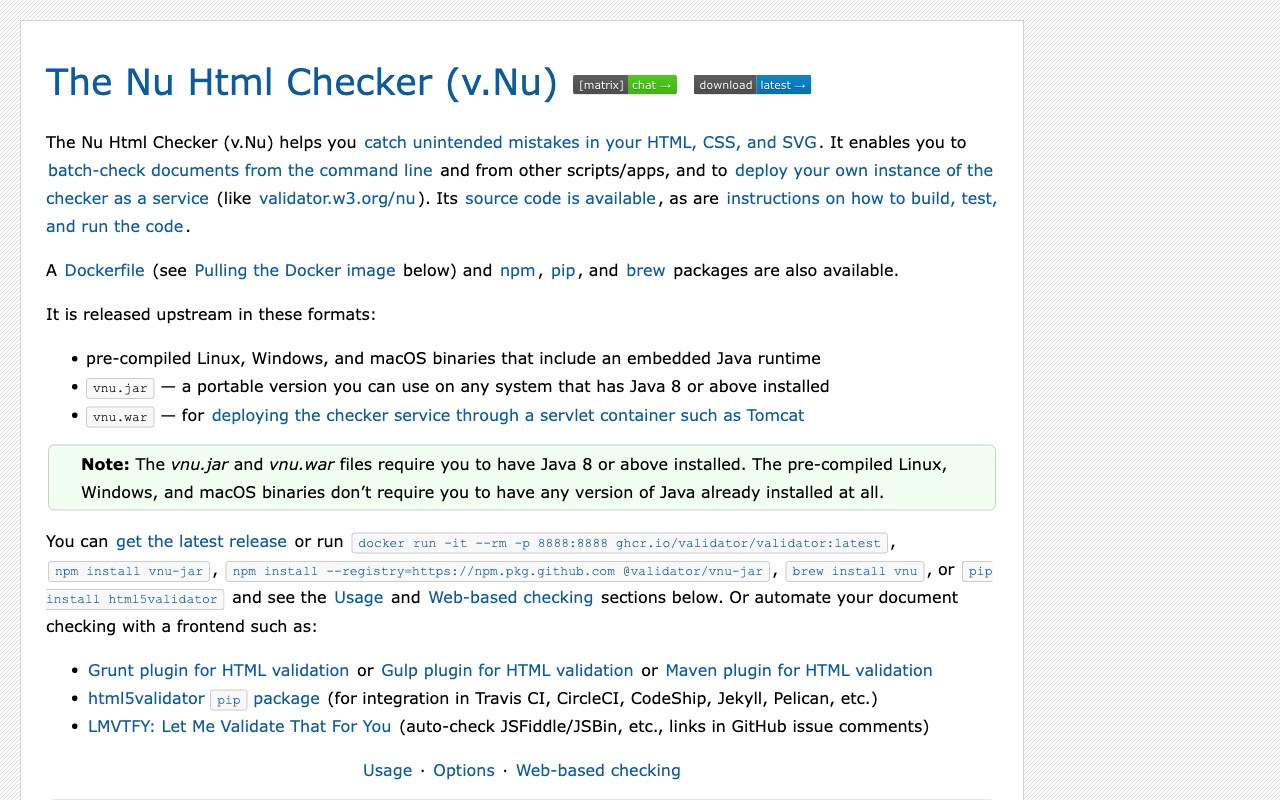 The Nu Html Checker (v.Nu) [matrix] chat → download latest →
The Nu Html Checker (v.Nu) helps you catch unintended mistakes in your HTML, CSS, and SVG. It enables you to
batch-check documents from the command line and from other scripts/apps, and to deploy your own instance of the
checker as a service (like validator.w3.org/nu). Its source code is available, as are instructions on how to build, test,
and run the code.
A Dockerfile (see Pulling the Docker image below) and npm, pip, and brew packages are also available.
It is released upstream in these formats:
• pre-compiled Linux, Windows, and macOS binaries that include an embedded Java runtime
• vnu.jar — a portable version you can use on any system that has Java 8 or above installed
• vnu.war — for deploying the checker service through a servlet container such as Tomcat
Note: The vnu.jar and vnu.war files require you to have Java 8 or above installed. The pre-compiled Linux,
Windows, and macOS binaries don’t require you to have any version of Java already installed at all.
You can get the latest release or run docker run -it --rm -p 8888:8888 ghcr.io/validator/validator:latest,
npm install vnu-jar, npm install --registry=https://npm.pkg.github.com @validator/vnu-jar, brew install vnu, or pip
install html5validator and see the Usage and Web-based checking sections below. Or automate your document
checking with a frontend such as:
• Grunt plugin for HTML validation or Gulp plugin for HTML validation or Maven plugin for HTML validation
• html5validator pip package (for integration in Travis CI, CircleCI, CodeShip, Jekyll, Pelican, etc.)
• LMVTFY: Let Me Validate That For You (auto-check JSFiddle/JSBin, etc., links in GitHub issue comments)
Usage · Options · Web-based checking